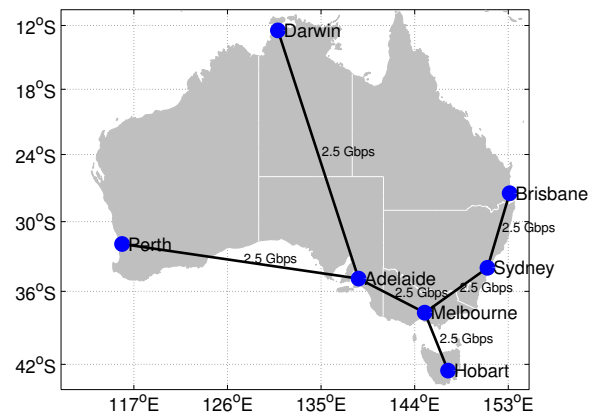 12°S
Darwin
18°S
24°S
2.5 Gbps
Brisbane
30°S
2.5 Gbps
Perth
2.5 Gbps
Sydney
Adelaide
2.5 Gbps
36°S
2.5 Gbps
Melbourne
2.5 Gbps
42°S
Hobart
117°E 126°E 135°E 144°E 153°E